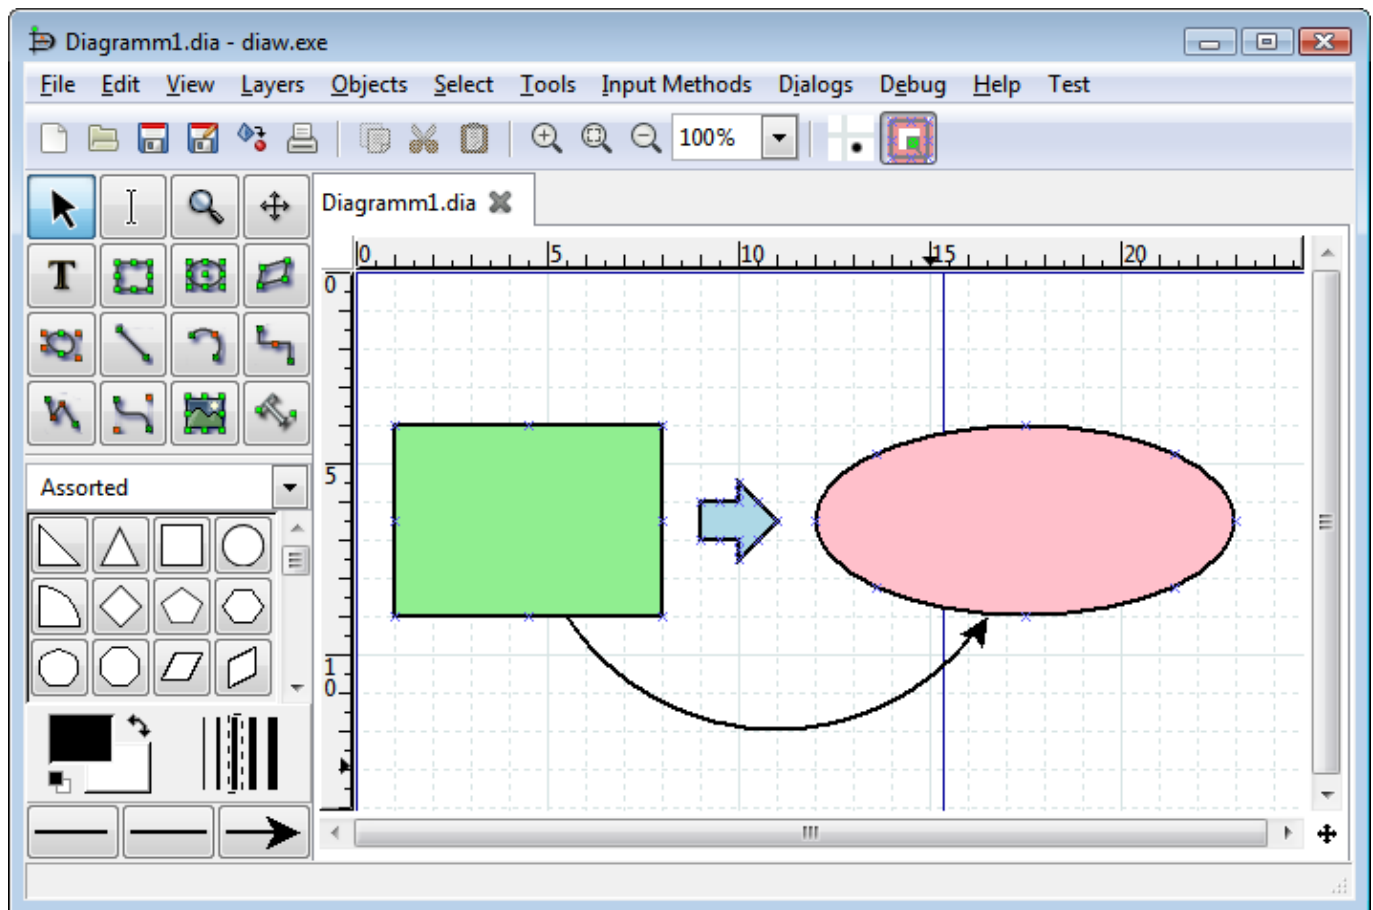 Diagramm1.dia - diaw.exe
File Edit View Layers Objects Select Tools Input Methods Dialogs Debug Help Test
100%
Diagramm1.dia
0 5 10 15 20
0
T
5
Assorted
10